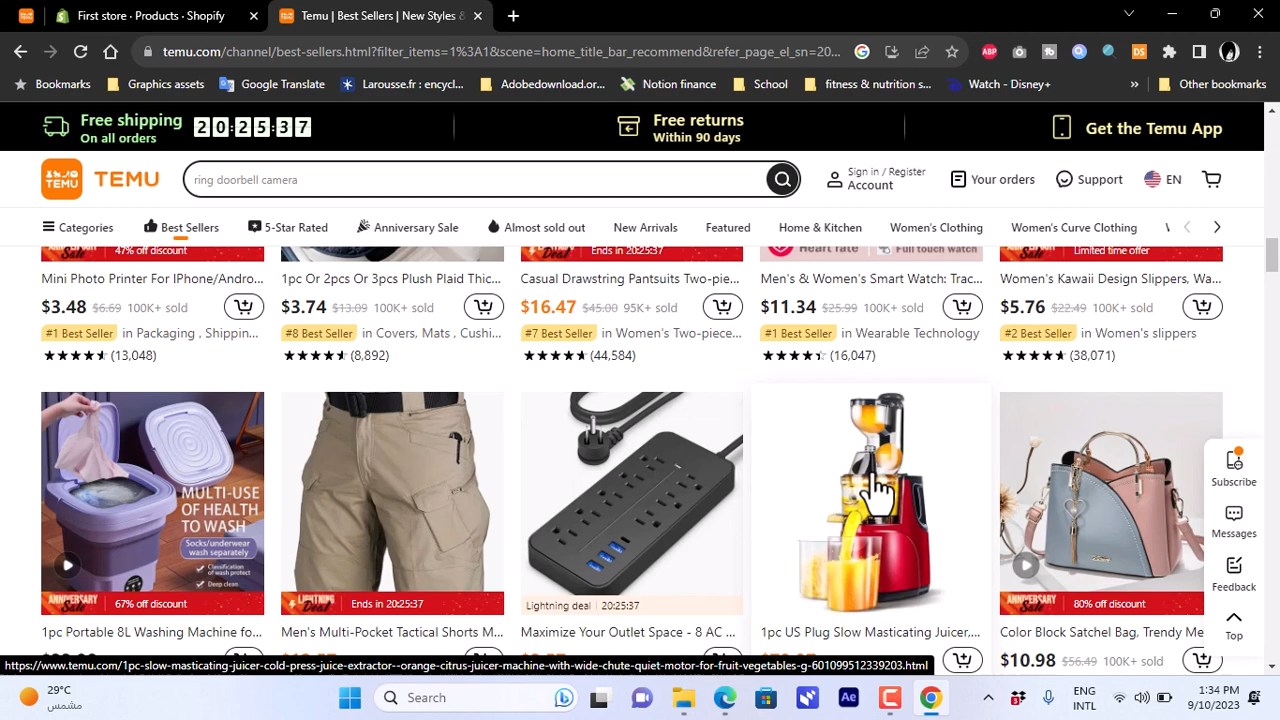 First store · Products · Shopify
Temu | Best Sellers | New Styles &
temu.com/channel/best-sellers.html?filter_items=1%3A1&scene=home_title_bar_recommend&refer_page_el_sn=20...
Bookmarks
Graphics assets
Google Translate
Larousse.fr : encycl...
Adobedownload.or...
Notion finance
School
fitness & nutrition s...
Watch - Disney+
Other bookmarks
Free shipping
On all orders
20:25:37
Free returns
Within 90 days
Get the Temu App
TEMU
TEMU
ring doorbell camera
Sign in / Register
Account
Your orders
Support
EN
Categories
Best Sellers
5-Star Rated
Anniversary Sale
Almost sold out
New Arrivals
Featured
Home & Kitchen
Women's Clothing
Women's Curve Clothing
47% off discount
Ends in 20:25:37
Heart rate
Full touch watch
Limited time offer
Mini Photo Printer For IPhone/Andro...
1pc Or 2pcs Or 3pcs Plush Plaid Thic...
Casual Drawstring Pantsuits Two-pie...
Men's & Women's Smart Watch: Trac...
Women's Kawaii Design Slippers, Wa...
$3.48 $6.69 100K+ sold
$3.74 $13.09 100K+ sold
$16.47 $45.00 95K+ sold
$11.34 $25.99 100K+ sold
$5.76 $22.49 100K+ sold
#1 Best Seller in Packaging , Shippin...
#8 Best Seller in Covers, Mats , Cushi...
#7 Best Seller in Women's Two-piece...
#1 Best Seller in Wearable Technology
#2 Best Seller in Women's slippers
(13,048)
(8,892)
(44,584)
(16,047)
(38,071)
MULTI-USE
OF HEALTH
TO WASH
Socks/underwear
wash separately
Classification
of wash protect
Deep clean
ANNIVERSARY
Sale
67% off discount
LIGHTNING
Deal
Ends in 20:25:37
Lightning deal | 20:25:37
ANNIVERSARY
Sale
80% off discount
1pc Portable 8L Washing Machine fo...
Men's Multi-Pocket Tactical Shorts M...
Maximize Your Outlet Space - 8 AC ...
1pc US Plug Slow Masticating Juicer,...
Color Block Satchel Bag, Trendy Me
$10.98 $56.49 100K+ sold
Subscribe
Messages
Feedback
Top
https://www.temu.com/1pc-slow-masticating-juicer-cold-press-juice-extractor--orange-citrus-juicer-machine-with-wide-chute-quiet-motor-for-fruit-vegetables-g-601099512339203.html
29°C
مشمس
Search
Ae
ENG
INTL
1:34 PM
9/10/2023